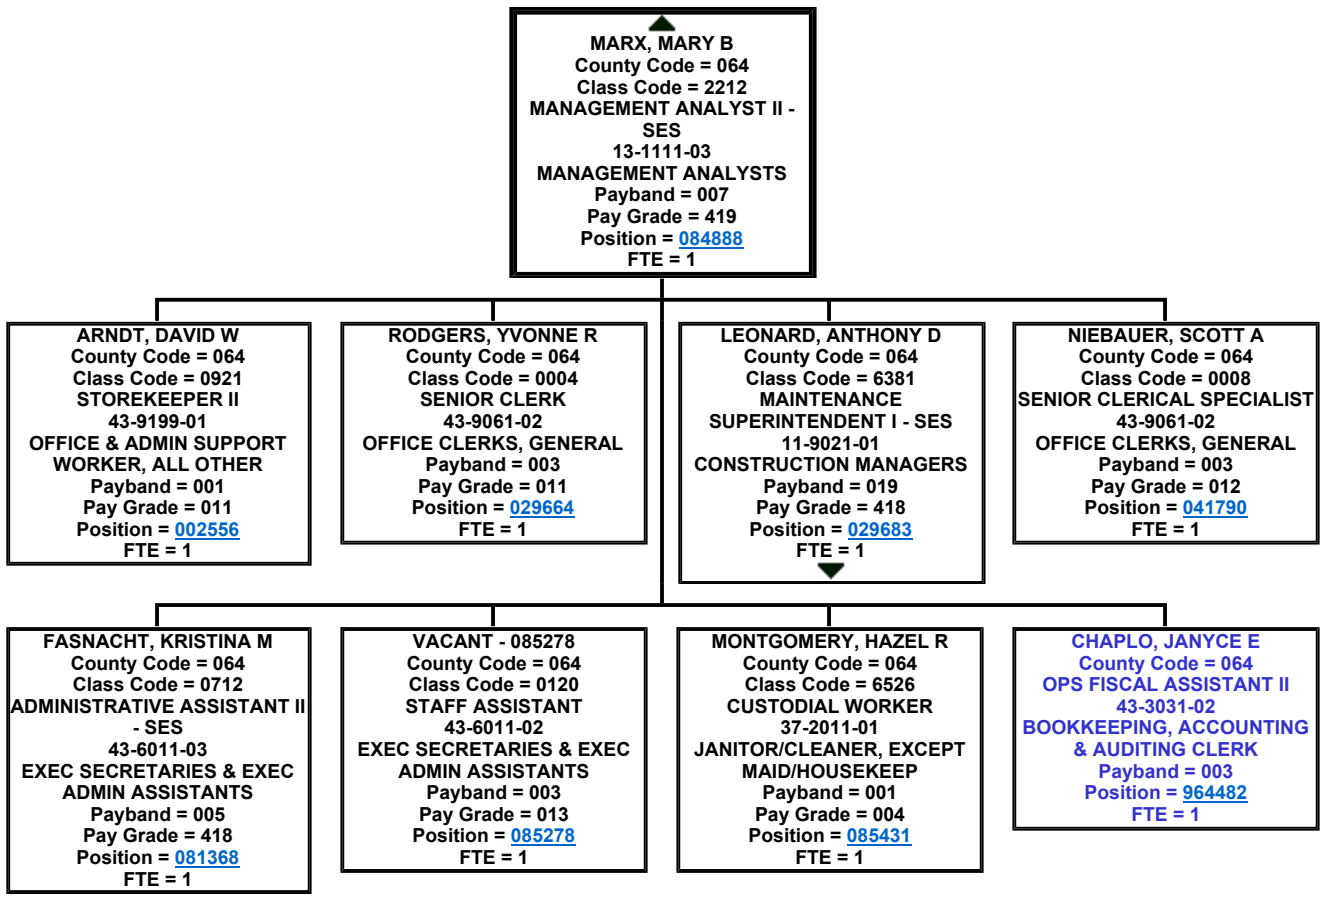 MARX, MARY B
County Code = 064
Class Code = 2212
MANAGEMENT ANALYST II -
SES
13-1111-03
MANAGEMENT ANALYSTS
Payband = 007
Pay Grade = 419
Position = 084888
FTE = 1
ARNDT, DAVID W
County Code = 064
Class Code = 0921
STOREKEEPER II
43-9199-01
OFFICE & ADMIN SUPPORT
WORKER, ALL OTHER
Payband = 001
Pay Grade = 011
Position = 002556
FTE = 1
RODGERS, YVONNE R
County Code = 064
Class Code = 0004
SENIOR CLERK
43-9061-02
OFFICE CLERKS, GENERAL
Payband = 003
Pay Grade = 011
Position = 029664
FTE = 1
LEONARD, ANTHONY D
County Code = 064
Class Code = 6381
MAINTENANCE
SUPERINTENDENT I - SES
11-9021-01
CONSTRUCTION MANAGERS
Payband = 019
Pay Grade = 418
Position = 029683
FTE = 1
NIEBAUER, SCOTT A
County Code = 064
Class Code = 0008
SENIOR CLERICAL SPECIALIST
43-9061-02
OFFICE CLERKS, GENERAL
Payband = 003
Pay Grade = 012
Position = 041790
FTE = 1
FASNACHT, KRISTINA M
County Code = 064
Class Code = 0712
ADMINISTRATIVE ASSISTANT II
- SES
43-6011-03
EXEC SECRETARIES & EXEC
ADMIN ASSISTANTS
Payband = 005
Pay Grade = 418
Position = 081368
FTE = 1
VACANT - 085278
County Code = 064
Class Code = 0120
STAFF ASSISTANT
43-6011-02
EXEC SECRETARIES & EXEC
ADMIN ASSISTANTS
Payband = 003
Pay Grade = 013
Position = 085278
FTE = 1
MONTGOMERY, HAZEL R
County Code = 064
Class Code = 6526
CUSTODIAL WORKER
37-2011-01
JANITOR/CLEANER, EXCEPT
MAID/HOUSEKEEP
Payband = 001
Pay Grade = 004
Position = 085431
FTE = 1
CHAPLO, JANYCE E
County Code = 064
OPS FISCAL ASSISTANT II
43-3031-02
BOOKKEEPING, ACCOUNTING
& AUDITING CLERK
Payband = 003
Position = 964482
FTE = 1